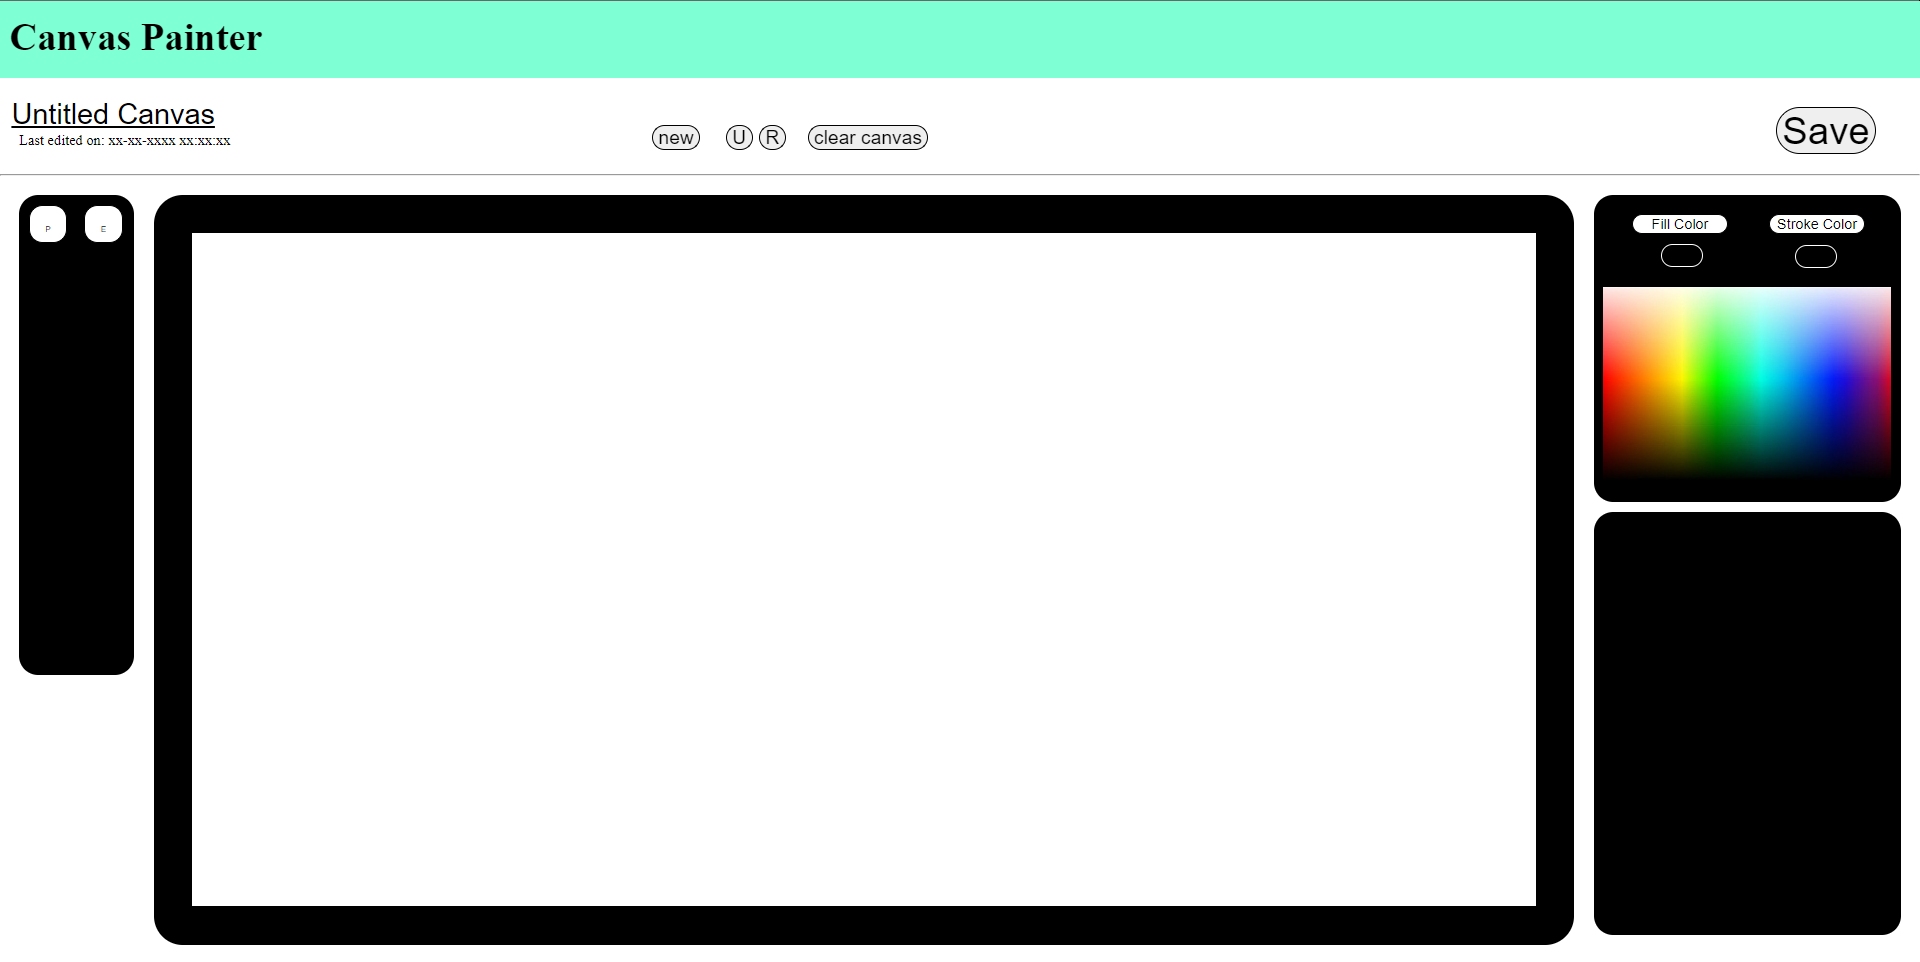 Canvas Painter
Untitled Canvas
Last edited on: xx-xx-xxxx xx:xx:xx
new U R clear canvas
Save
P E
Fill Color Stroke Color